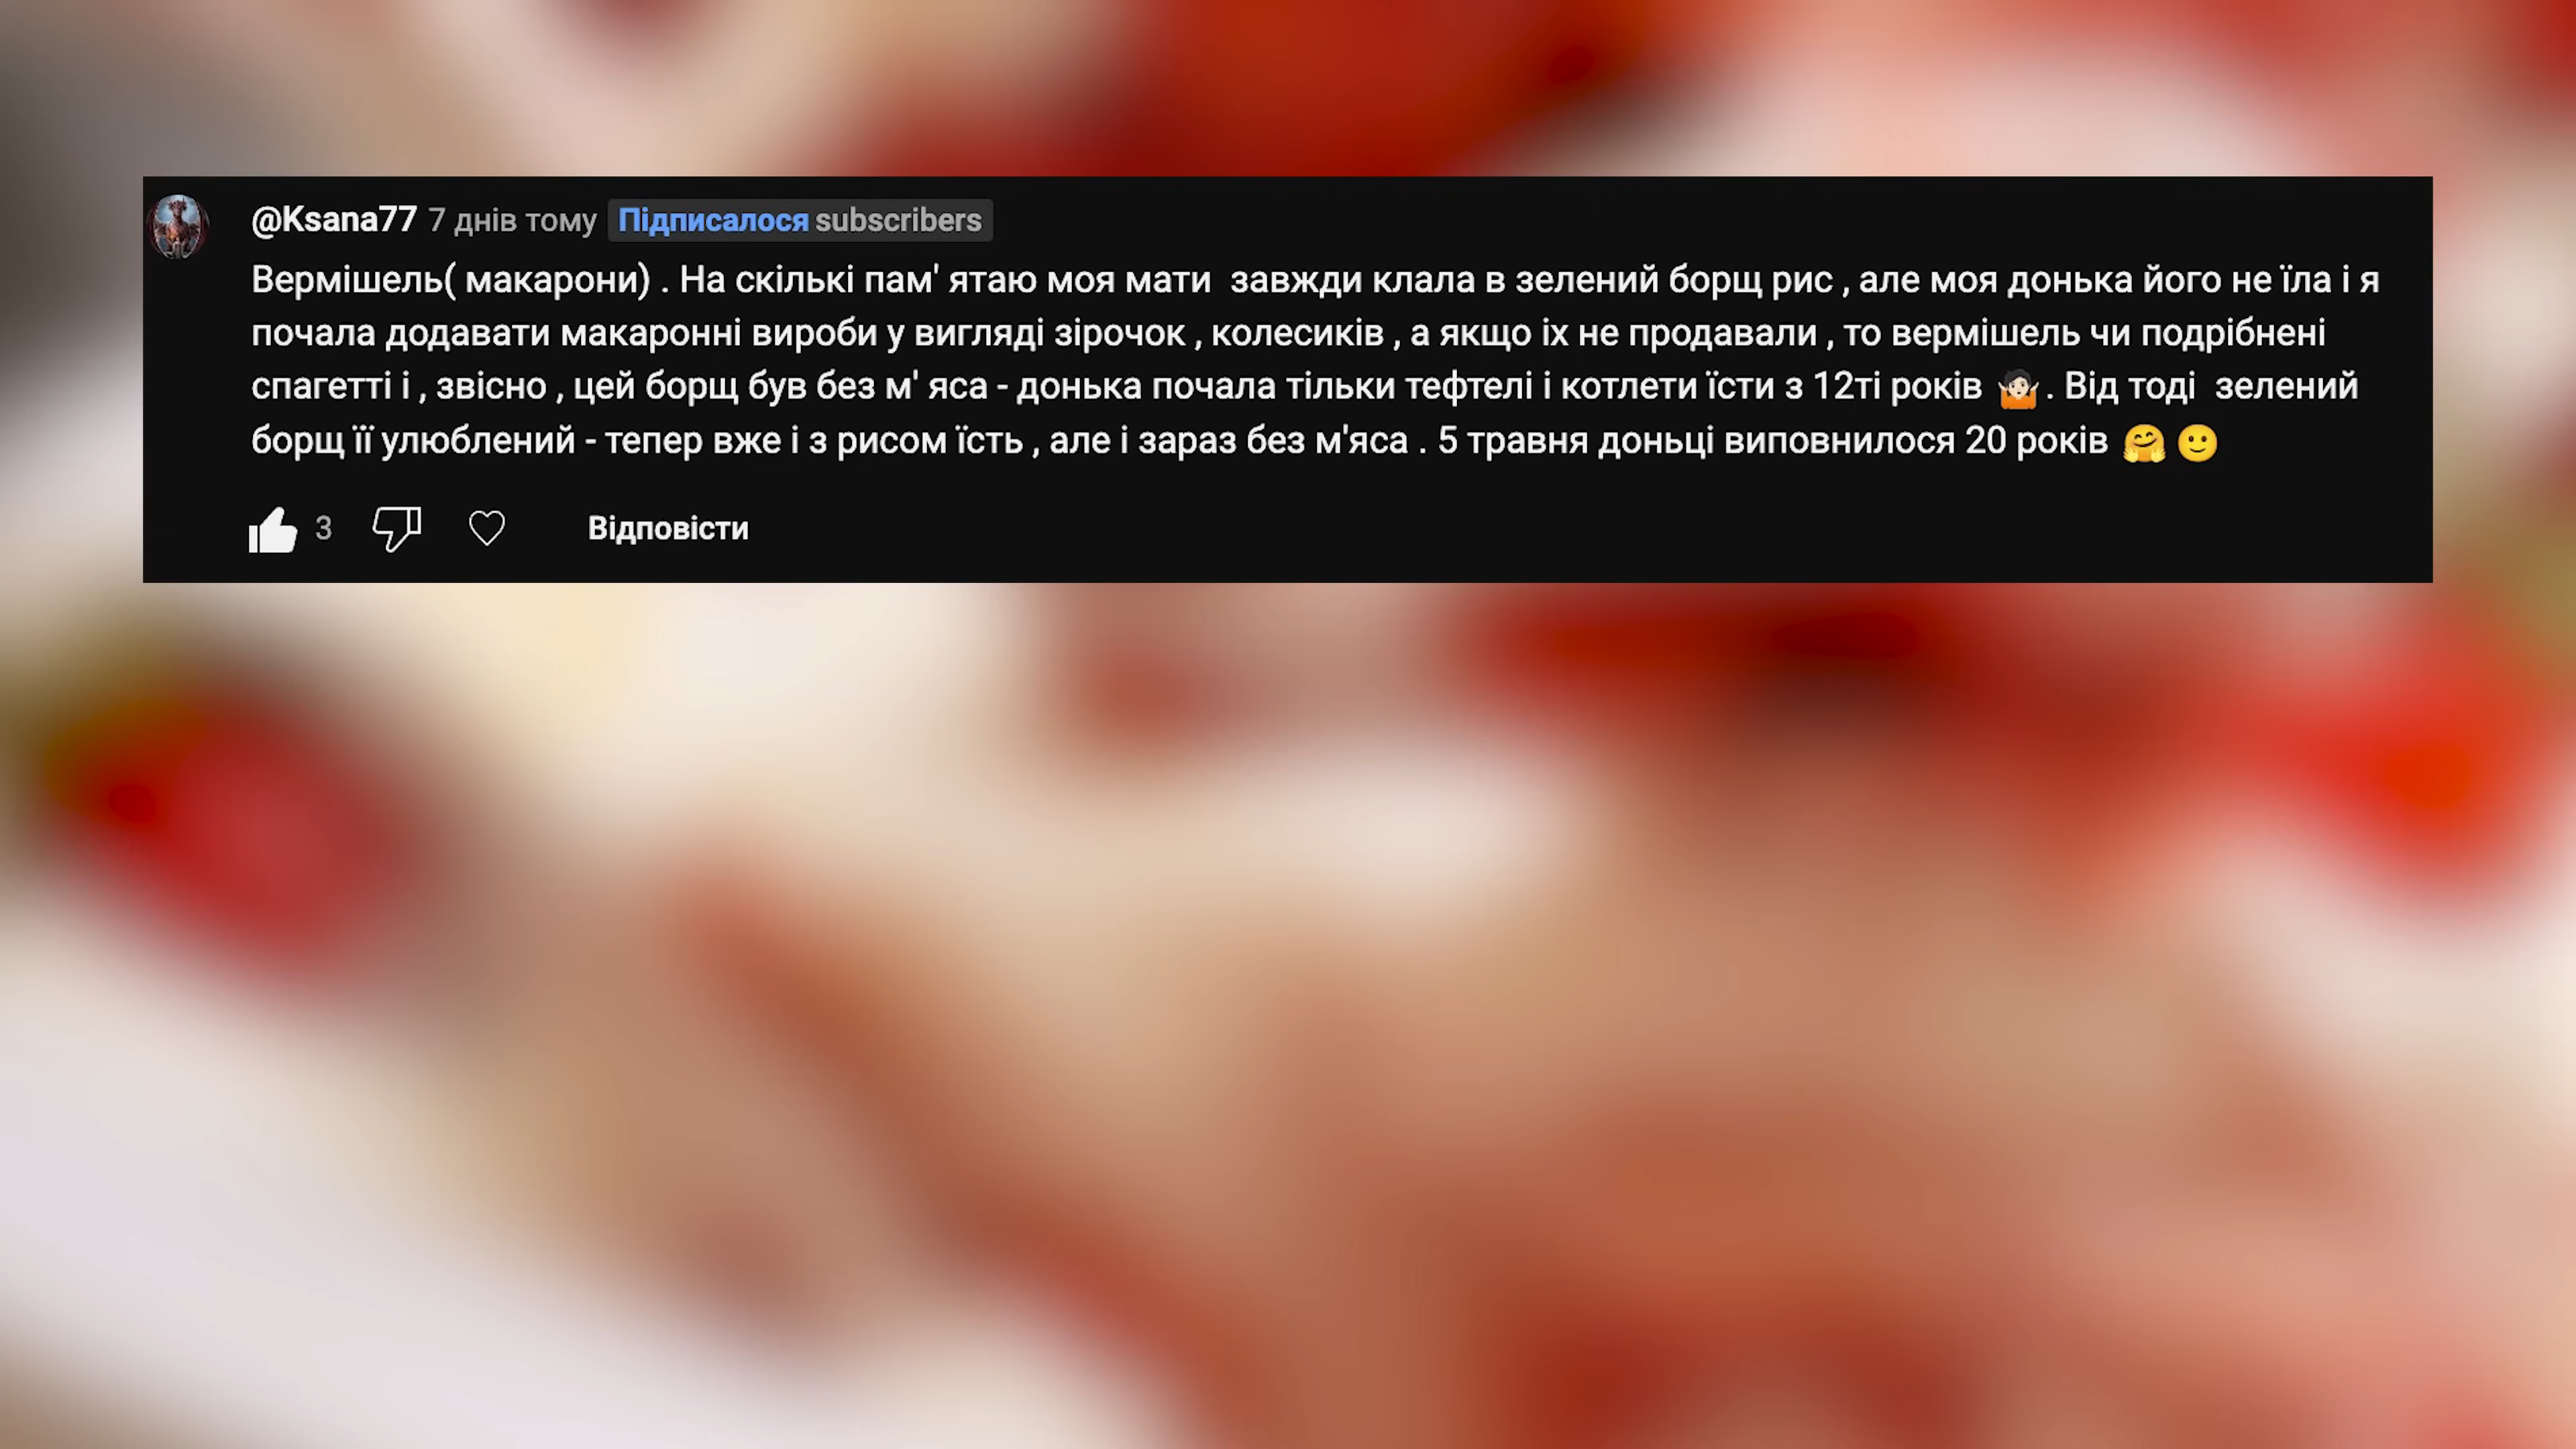 @Ksana77 7 днів тому Підписалося subscribers
Вермішель( макарони) . На скількі пам' ятаю моя мати  завжди клала в зелений борщ рис , але моя донька його не їла і я
почала додавати макаронні вироби у вигляді зірочок , колесиків , а якщо іх не продавали , то вермішель чи подрібнені
спагетті і , звісно , цей борщ був без м' яса - донька почала тільки тефтелі і котлети їсти з 12ті років 🤷🏻. Від тоді  зелений
борщ її улюблений - тепер вже і з рисом їсть , але і зараз без м'яса . 5 травня доньці виповнилося 20 років 🤗 🙂
3 Відповісти